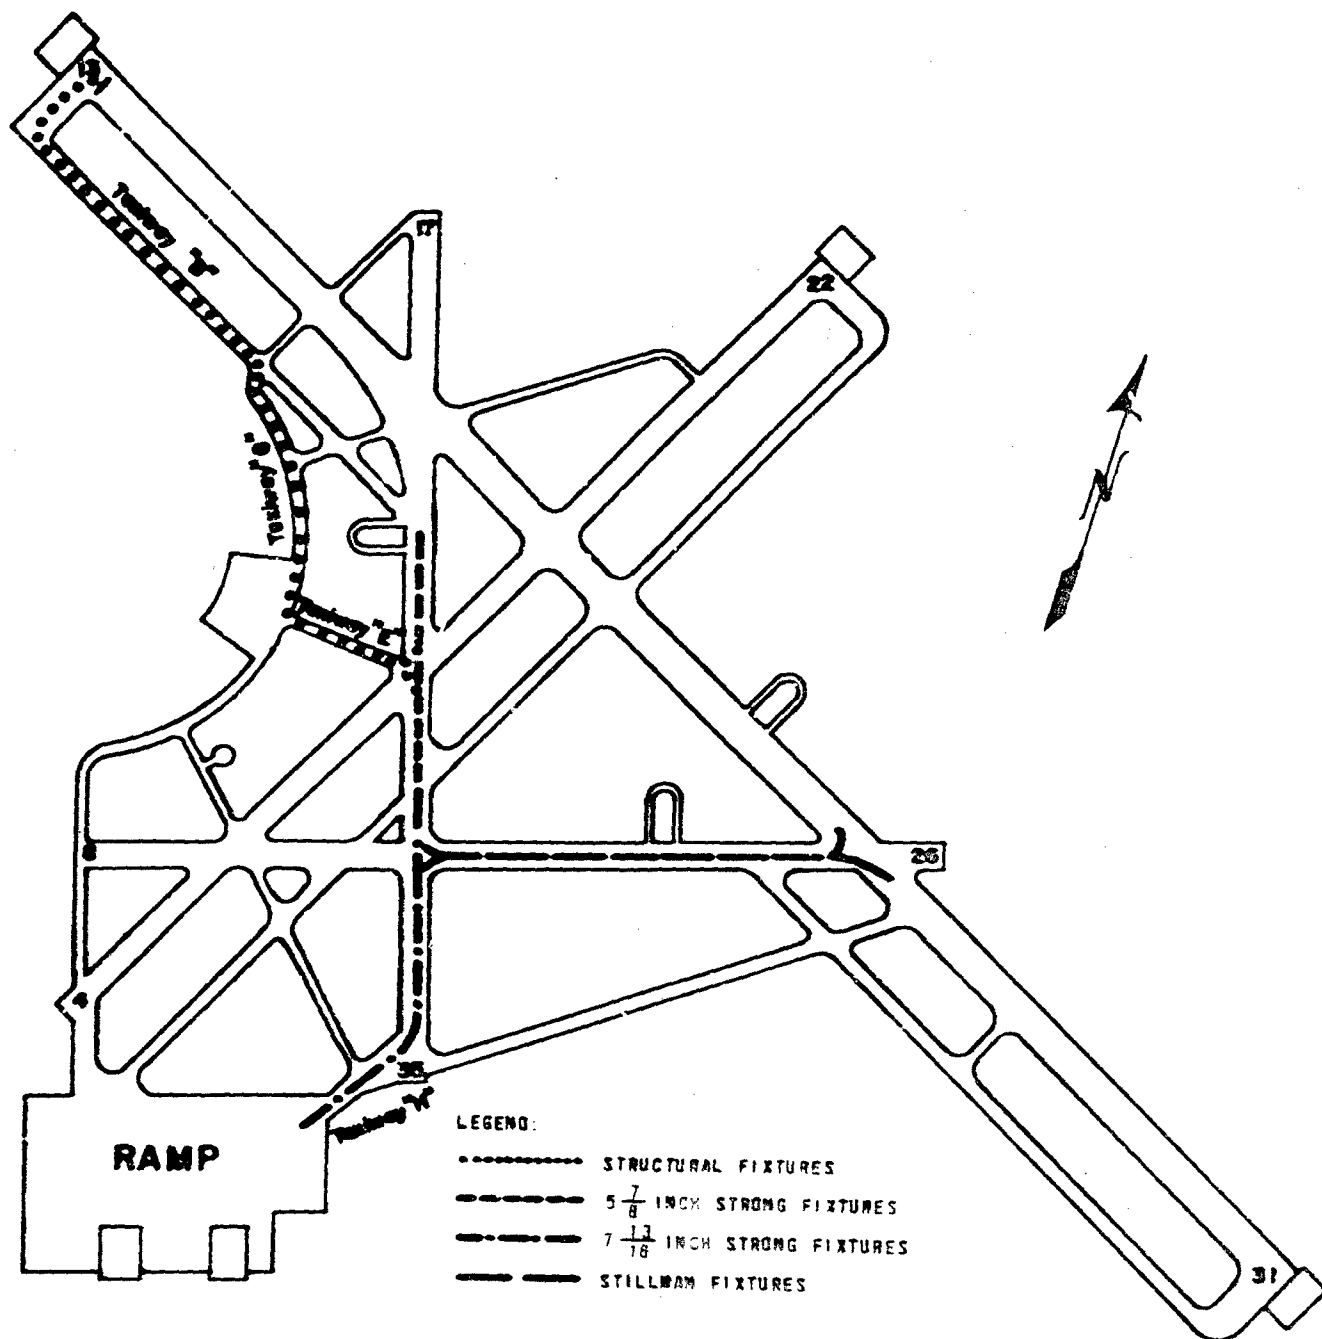 13
Taxiway "B"
17
22
Taxiway "G"
N
Taxiway "E"
8
26
4
35
Taxiway "A"
RAMP
31
LEGEND:
STRUCTURAL FIXTURES
5 7/8 INCH STRONG FIXTURES
7 13/16 INCH STRONG FIXTURES
STILLMAN FIXTURES